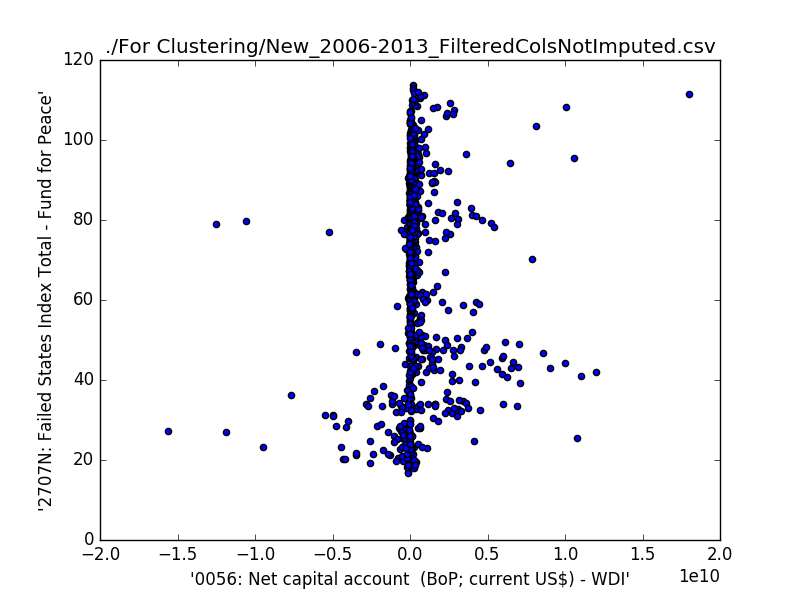 ./For Clustering/New_2006-2013_FilteredColsNotImputed.csv
120
100
80
60
40
20
0
'2707N: Failed States Index Total - Fund for Peace'
−2.0 −1.5 −1.0 −0.5 0.0 0.5 1.0 1.5 2.0
1e10
'0056: Net capital account  (BoP; current US$) - WDI'